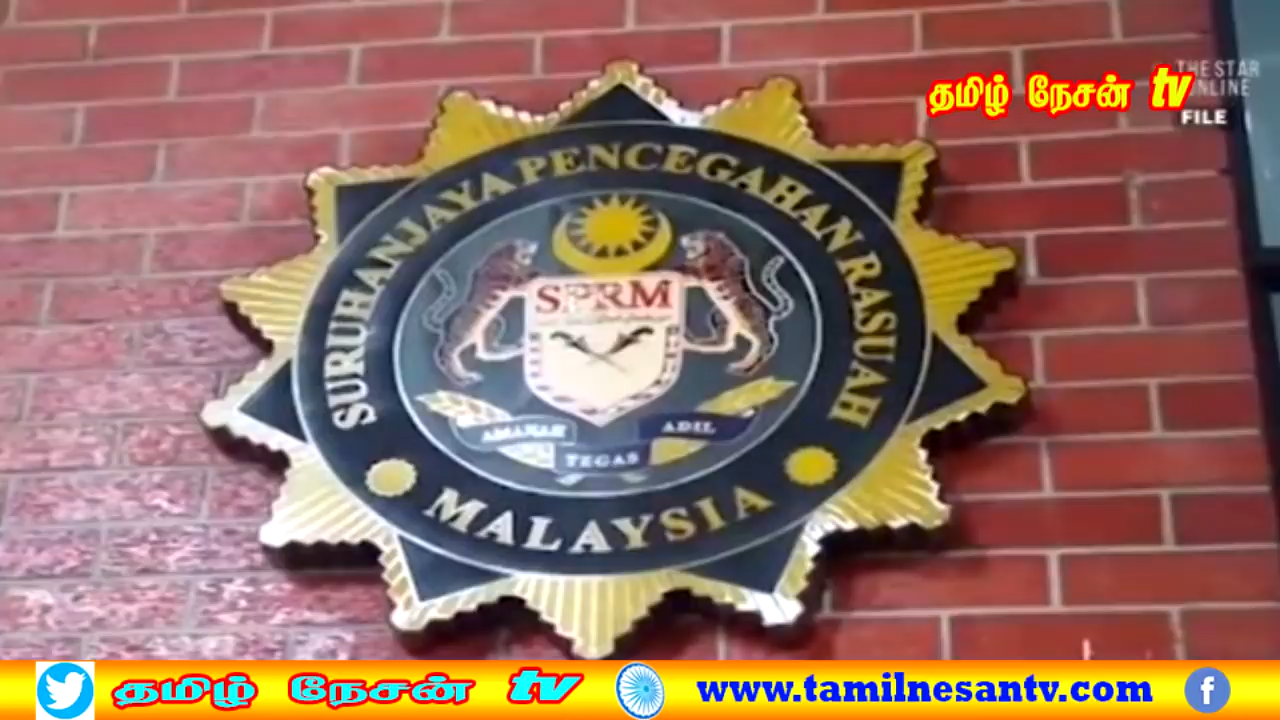 THE STAR
தமிழ் நேசன் tv
FILE
SURUHANJAYA PENCEGAHAN RASUAH
SPRM
AMANAH
ADIL
TEGAS
MALAYSIA
தமிழ் நேசன் tv
www.tamilnesantv.com
f